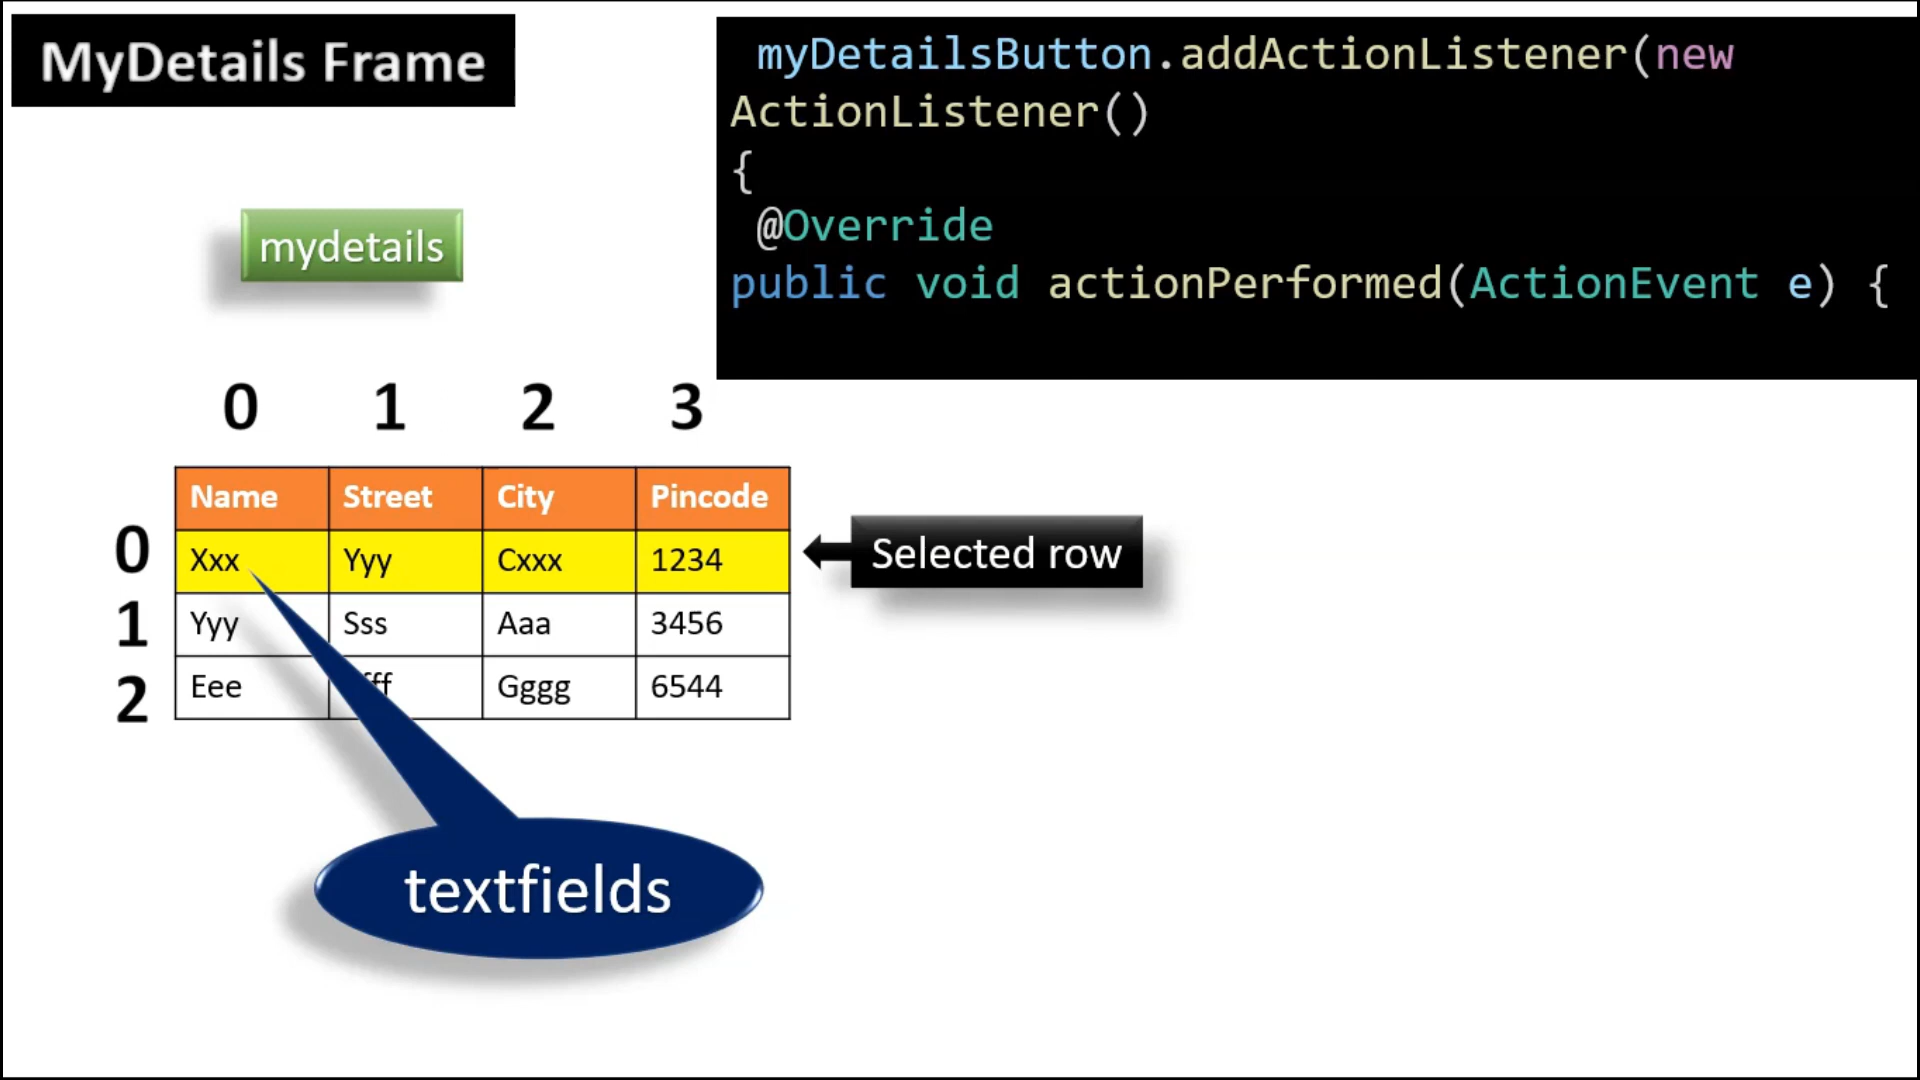 MyDetails Frame
myDetailsButton.addActionListener(new
ActionListener()
{
@Override
public void actionPerformed(ActionEvent e) {
mydetails
0 1 2 3
Name Street City Pincode
0 Xxx Yyy Cxxx 1234
Selected row
1 Yyy Sss Aaa 3456
2 Eee Gggg 6544
textfields